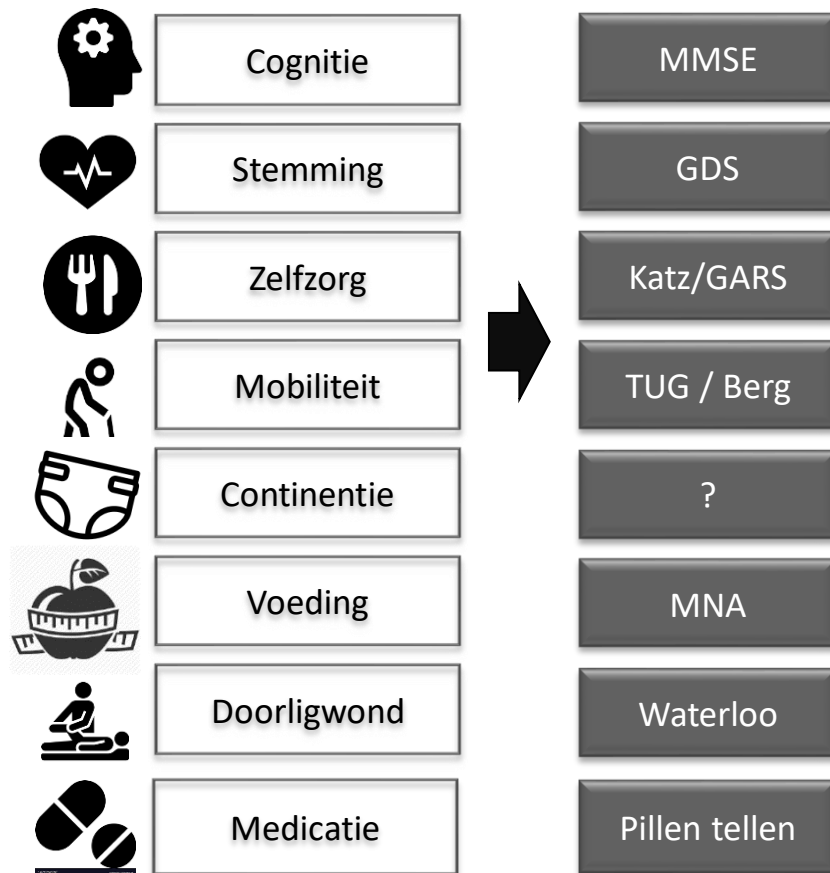 Cognitie
MMSE
Stemming
GDS
Zelfzorg
Katz/GARS
Mobiliteit
TUG / Berg
Continentie
?
Voeding
MNA
Doorligwond
Waterloo
Medicatie
Pillen tellen